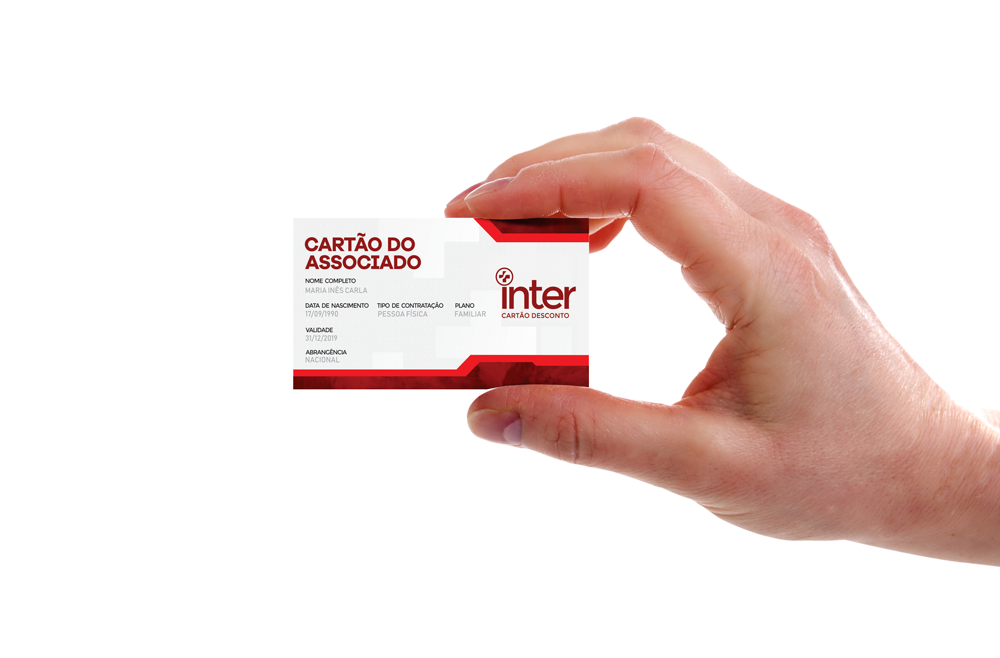 CARTÃO DO
ASSOCIADO
NOME COMPLETO
MARIA INÊS CARLA
DATA DE NASCIMENTO TIPO DE CONTRATAÇÃO PLANO
17/09/1990 PESSOA FÍSICA FAMILIAR
VALIDADE
31/12/2019
ABRANGÊNCIA
NACIONAL
inter
CARTÃO DESCONTO